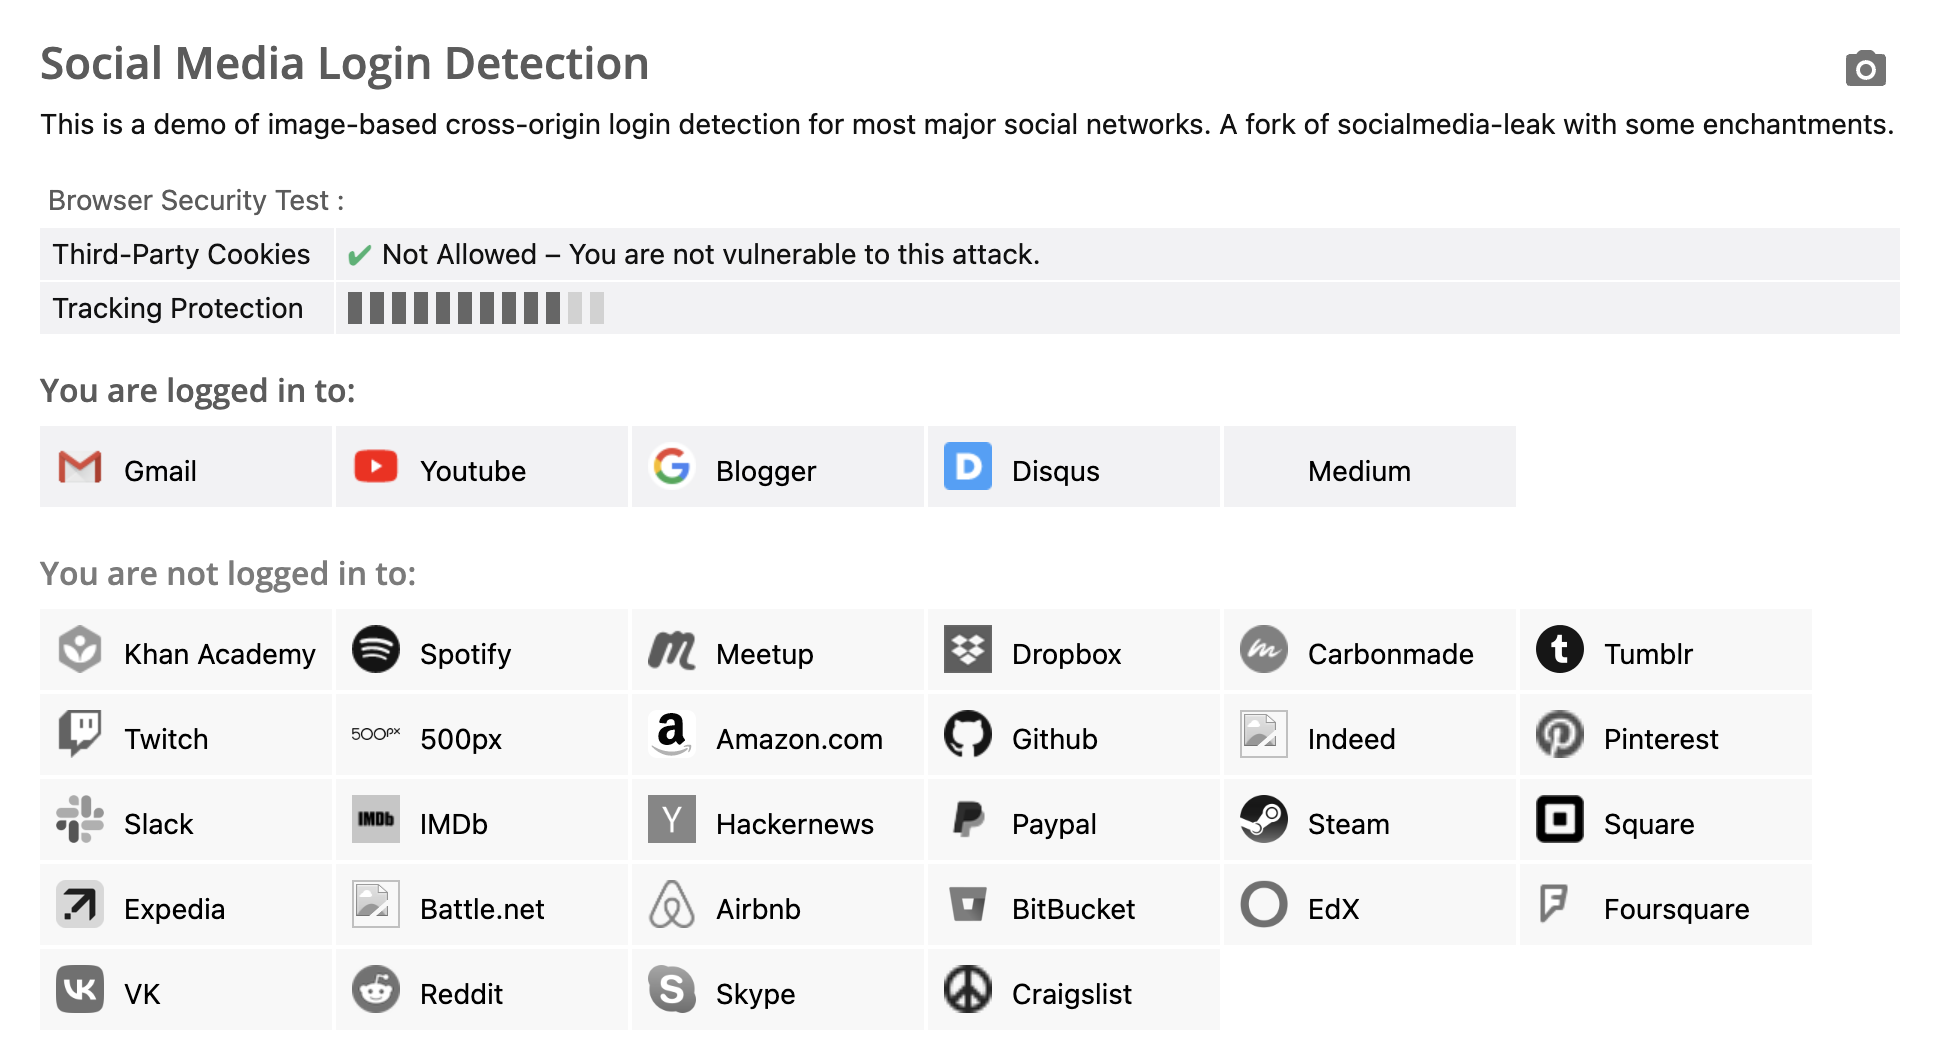 Social Media Login Detection
This is a demo of image-based cross-origin login detection for most major social networks. A fork of socialmedia-leak with some enchantments.
Browser Security Test :
Third-Party Cookies ✔ Not Allowed – You are not vulnerable to this attack.
Tracking Protection
You are logged in to:
Gmail Youtube Blogger D Disqus Medium
You are not logged in to:
Khan Academy Spotify Meetup Dropbox Carbonmade Tumblr
Twitch 500px 500px Amazon.com Github Indeed Pinterest
Slack IMDb IMDb Y Hackernews Paypal Steam Square
Expedia Battle.net Airbnb BitBucket EdX Foursquare
VK VK Reddit S Skype Craigslist